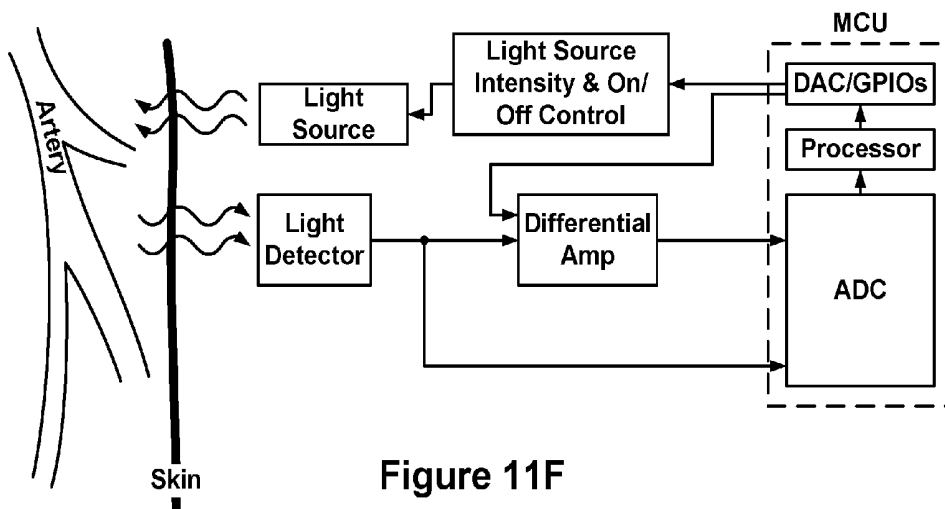 MCU
Light Source
Intensity & On/
Off Control
DAC/GPIOs
Light
Source
Artery
Processor
Light
Detector
Differential
Amp
ADC
Skin
Figure 11F